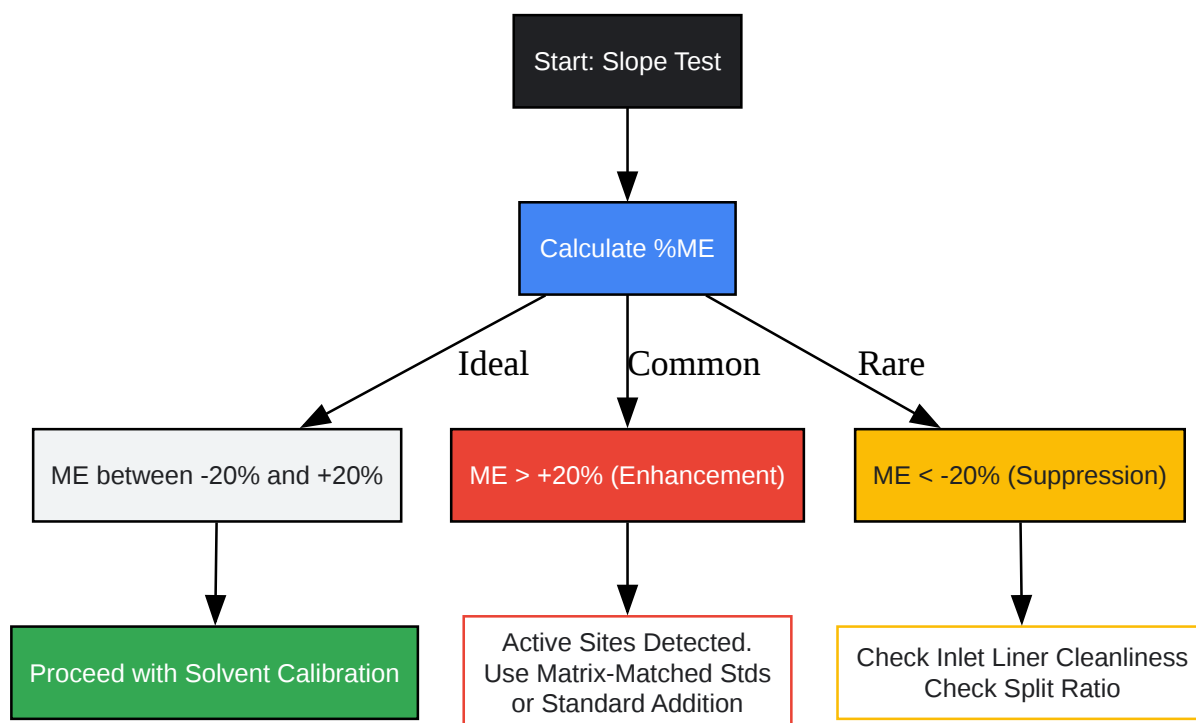 Start: Slope Test
Calculate %ME
Ideal
Common
Rare
ME between -20% and +20%
ME > +20% (Enhancement)
ME < -20% (Suppression)
Proceed with Solvent Calibration
Active Sites Detected.
Use Matrix-Matched Stds
or Standard Addition
Check Inlet Liner Cleanliness
Check Split Ratio